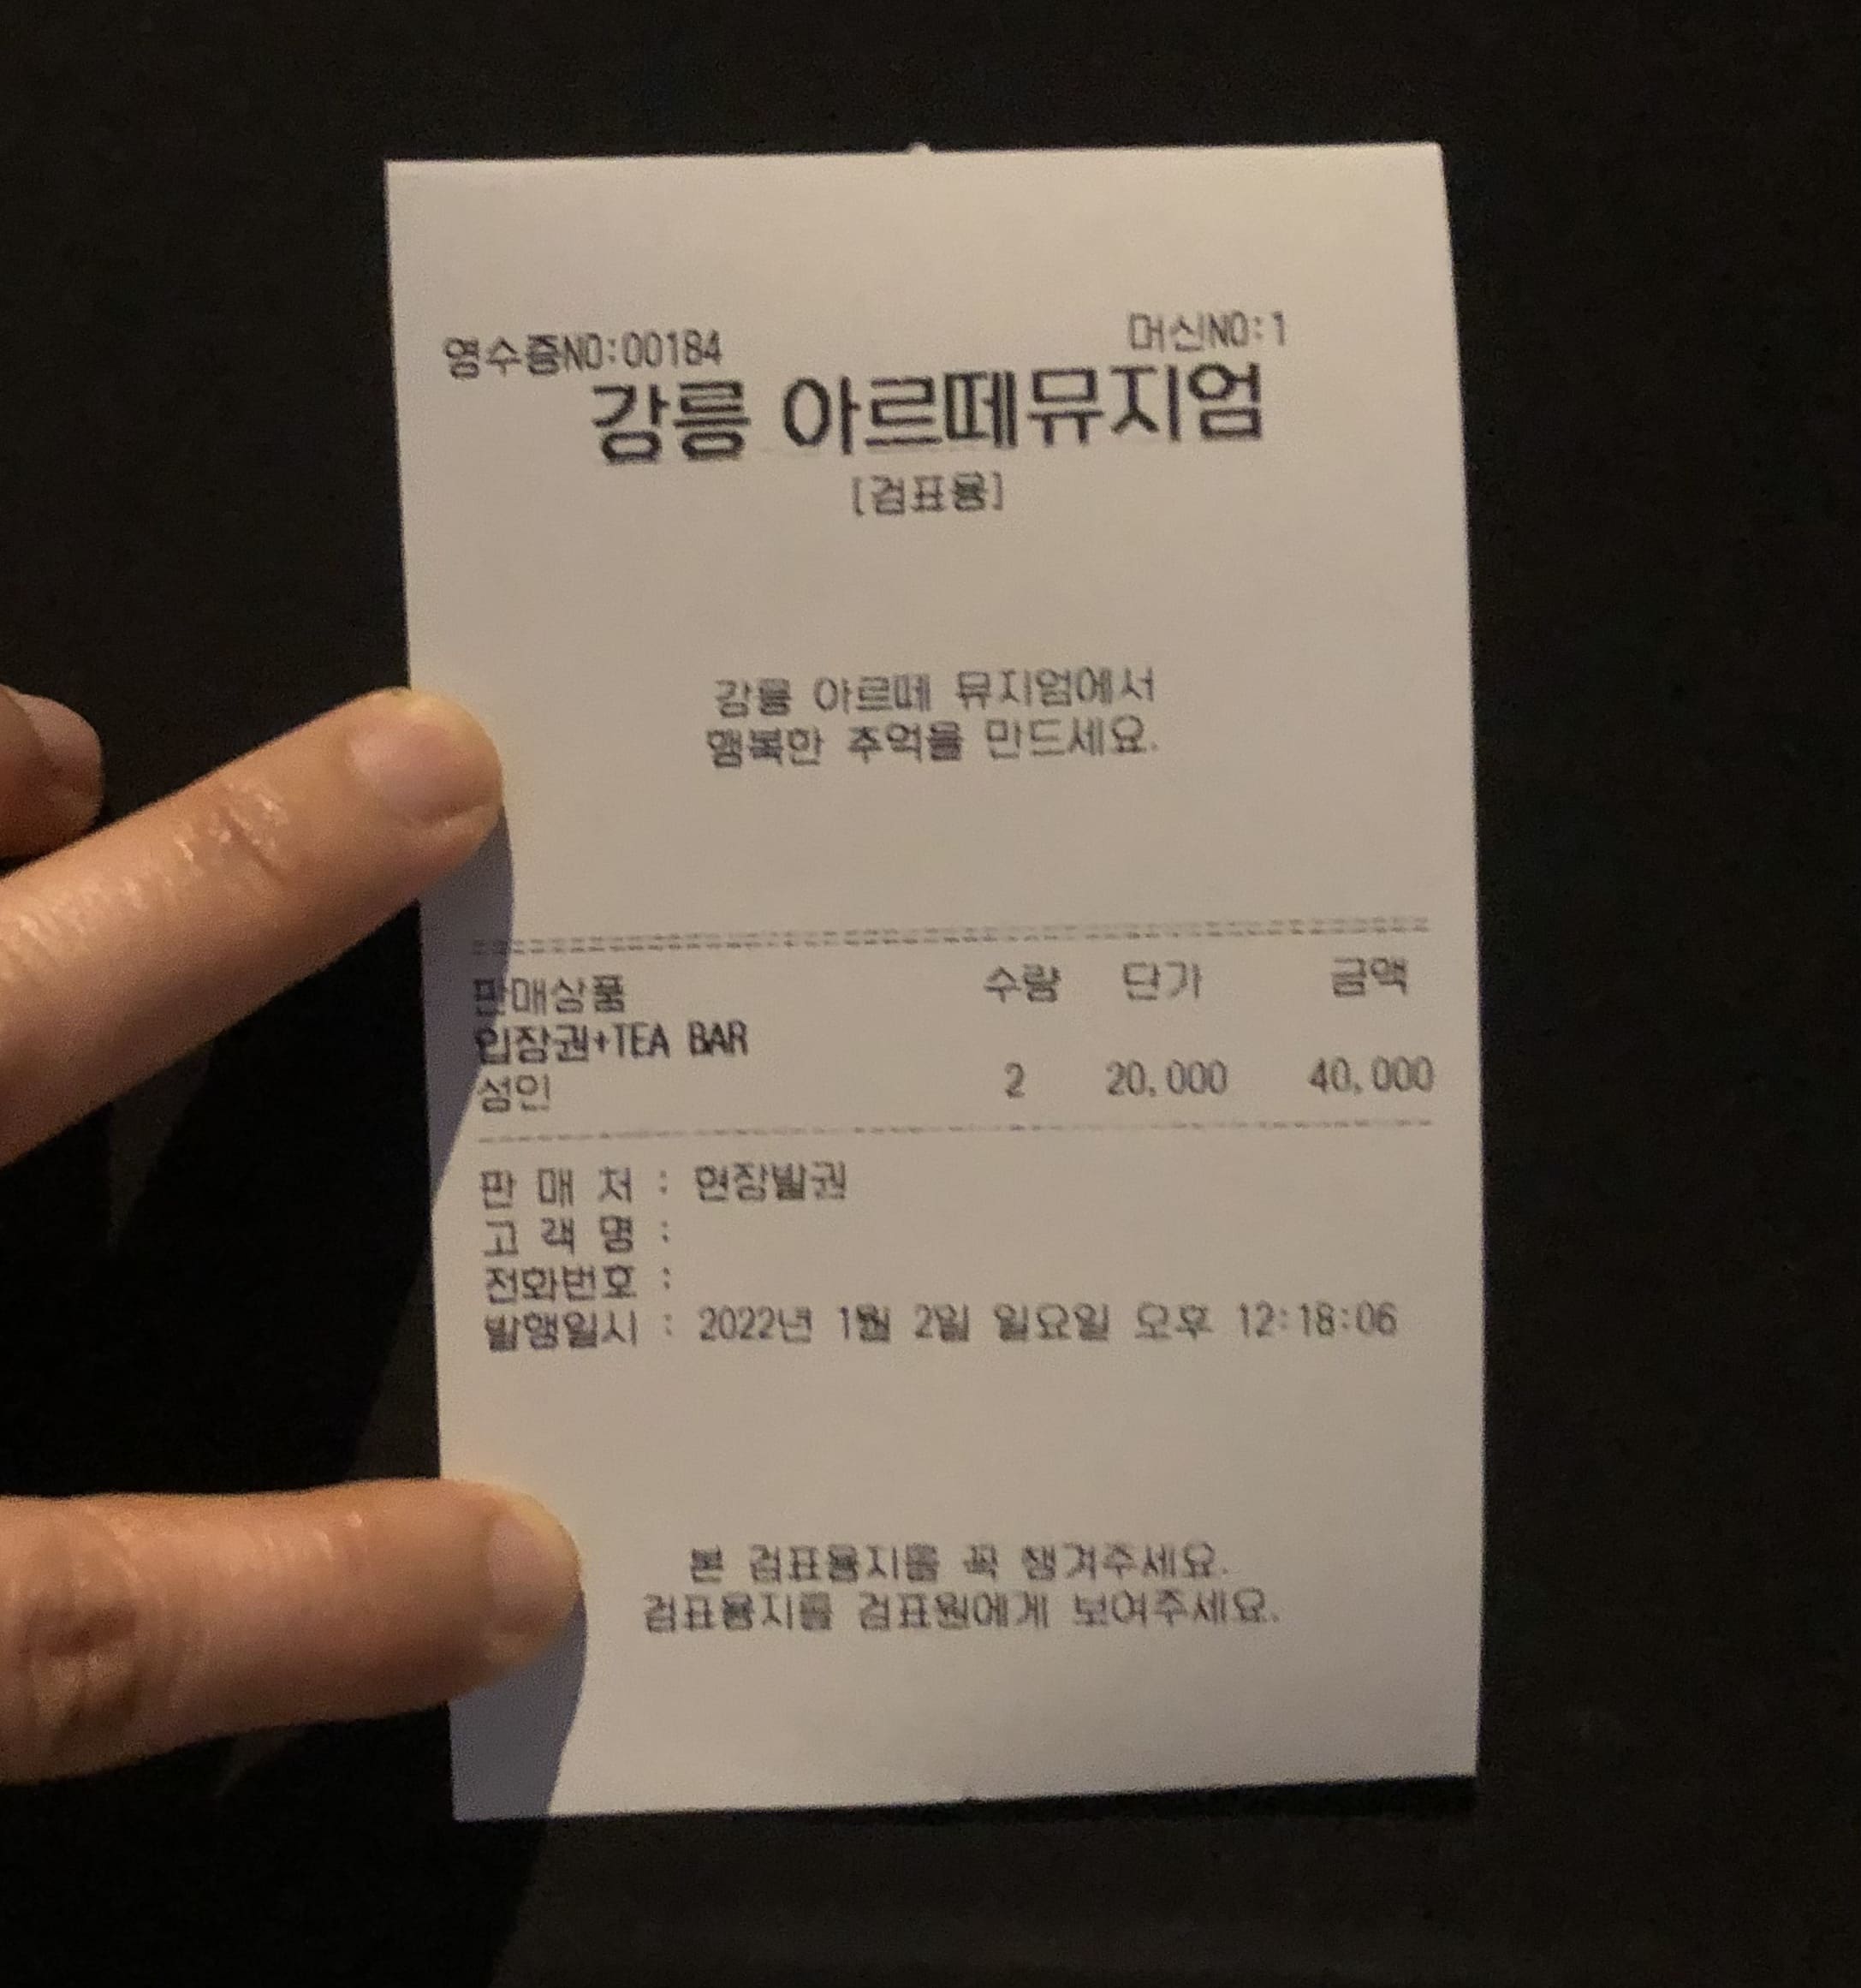 영수증NO:00184 머신NO:1
강릉 아르떼뮤지엄
[검표용]
강릉 아르떼 뮤지엄에서
행복한 추억을 만드세요.
판매상품 수량 단가 금액
입장권+TEA BAR
성인 2 20,000 40,000
판 매 처 : 현장발권
고 객 명 :
전화번호 :
발행일시 : 2022년 1월 2일 일요일 오후 12:18:06
본 검표용지를 꼭 챙겨주세요.
검표용지를 검표원에게 보여주세요.